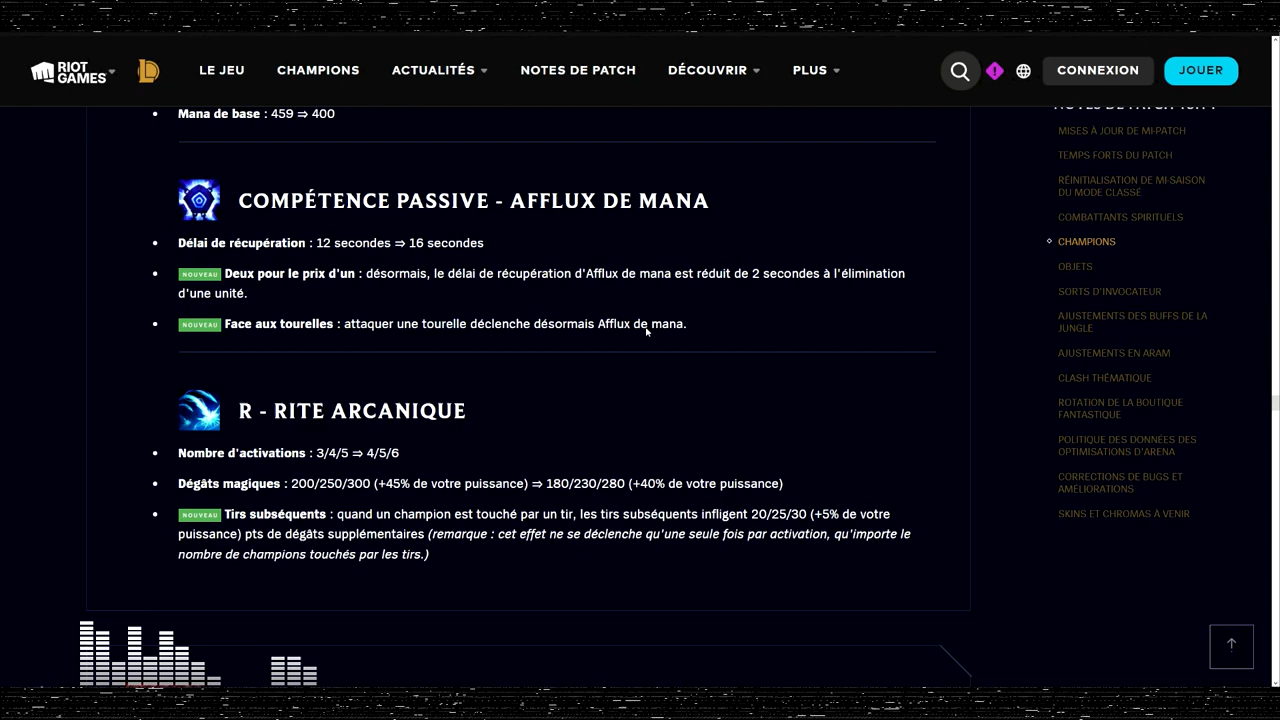 RIOT GAMES
LE JEU
CHAMPIONS
ACTUALITÉS
NOTES DE PATCH
DÉCOUVRIR
PLUS
CONNEXION
JOUER
Mana de base : 459 ⇒ 400
COMPÉTENCE PASSIVE - AFFLUX DE MANA
Délai de récupération : 12 secondes ⇒ 16 secondes
NOUVEAU Deux pour le prix d'un : désormais, le délai de récupération d'Afflux de mana est réduit de 2 secondes à l'élimination
d'une unité.
NOUVEAU Face aux tourelles : attaquer une tourelle déclenche désormais Afflux de mana.
R - RITE ARCANIQUE
Nombre d'activations : 3/4/5 ⇒ 4/5/6
Dégâts magiques : 200/250/300 (+45% de votre puissance) ⇒ 180/230/280 (+40% de votre puissance)
NOUVEAU Tirs subséquents : quand un champion est touché par un tir, les tirs subséquents infligent 20/25/30 (+5% de votre
puissance) pts de dégâts supplémentaires (remarque : cet effet ne se déclenche qu'une seule fois par activation, qu'importe le
nombre de champions touchés par les tirs.)
NOTES DE PATCH
MISES À JOUR DE MI-PATCH
TEMPS FORTS DU PATCH
RÉINITIALISATION DE MI-SAISON
DU MODE CLASSÉ
COMBATTANTS SPIRITUELS
CHAMPIONS
OBJETS
SORTS D'INVOCATEUR
AJUSTEMENTS DES BUFFS DE LA
JUNGLE
AJUSTEMENTS EN ARAM
CLASH THÉMATIQUE
ROTATION DE LA BOUTIQUE
FANTASTIQUE
POLITIQUE DES DONNÉES DES
OPTIMISATIONS D'ARENA
CORRECTIONS DE BUGS ET
AMÉLIORATIONS
SKINS ET CHROMAS À VENIR